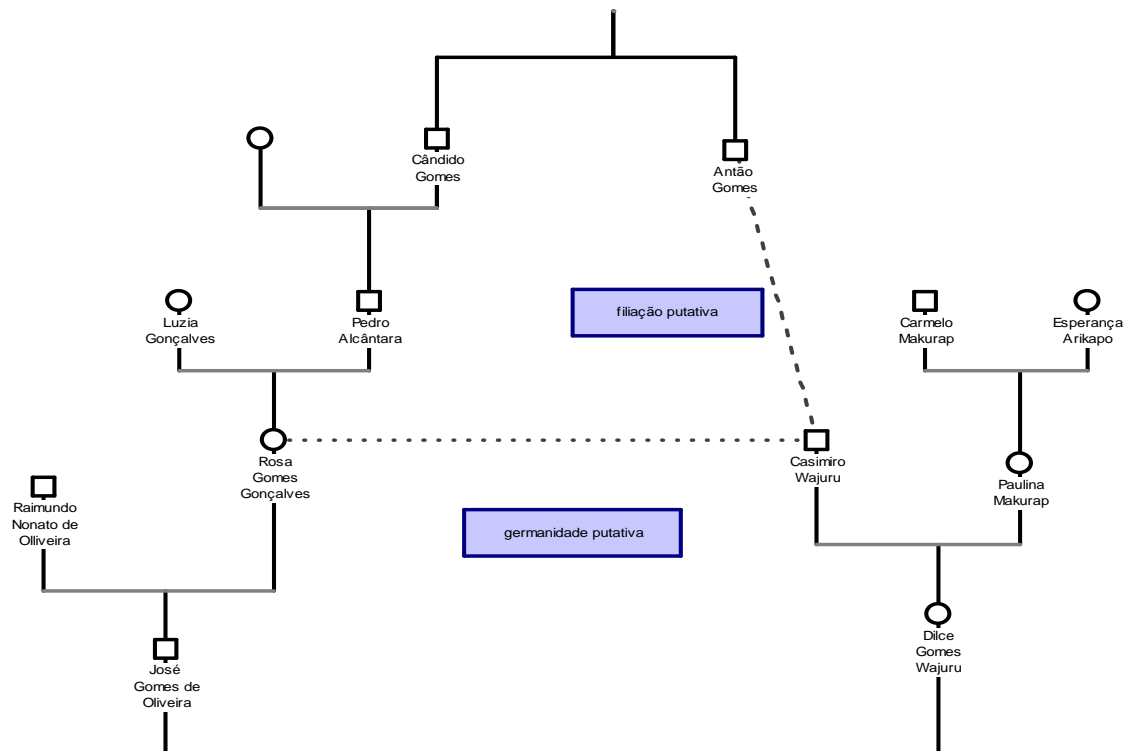 Cândido
Gomes
Antão
Gomes
Luzia
Gonçalves
Pedro
Alcântara
filiação putativa
Carmelo
Makurap
Esperança
Arikapo
Rosa
Gomes
Gonçalves
Casimiro
Wajuru
Paulina
Makurap
Raimundo
Nonato de
Olliveira
germanidade putativa
José
Gomes de
Oliveira
Dilce
Gomes
Wajuru